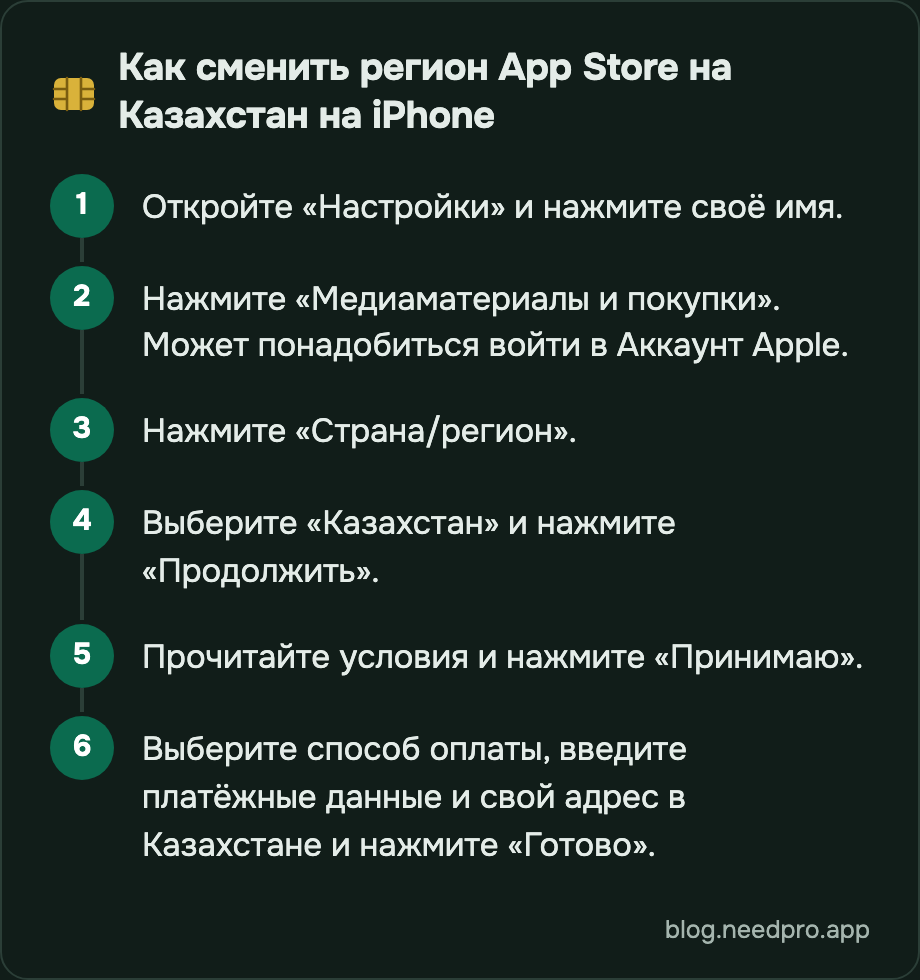 Как сменить регион App Store на
Казахстан на iPhone
1
Откройте «Настройки» и нажмите своё имя.
2
Нажмите «Медиаматериалы и покупки».
Может понадобиться войти в Аккаунт Apple.
3
Нажмите «Страна/регион».
4
Выберите «Казахстан» и нажмите
«Продолжить».
5
Прочитайте условия и нажмите «Принимаю».
6
Выберите способ оплаты, введите
платёжные данные и свой адрес в
Казахстане и нажмите «Готово».
blog.needpro.app